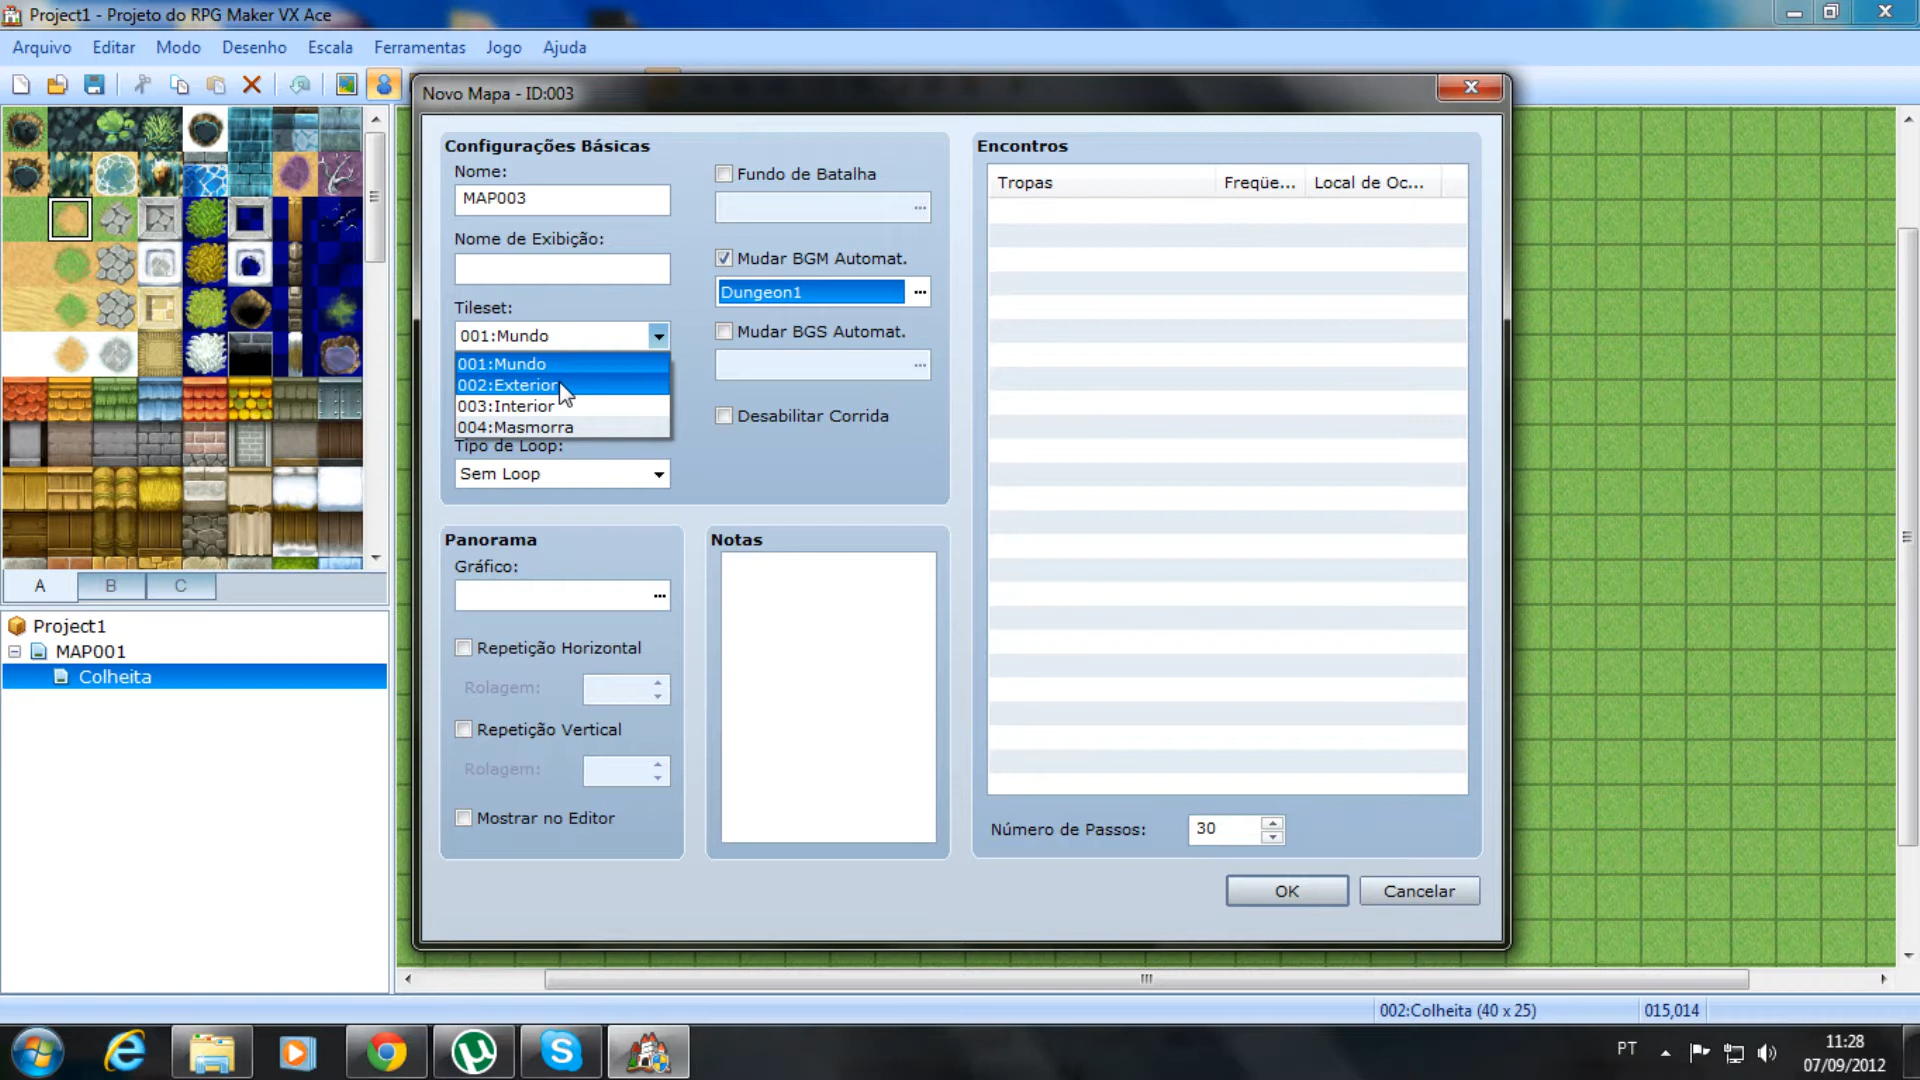 Project1 - Projeto do RPG Maker VX Ace
Arquivo Editar Modo Desenho Escala Ferramentas Jogo Ajuda
Novo Mapa - ID:003
Configurações Básicas
Nome:
MAP003
Nome de Exibição:
Tileset:
001:Mundo
001:Mundo
002:Exterior
003:Interior
004:Masmorra
Tipo de Loop:
Sem Loop
Fundo de Batalha
...
Mudar BGM Automat.
Dungeon1 ...
Mudar BGS Automat.
...
Desabilitar Corrida
Encontros
Tropas Freqüe... Local de Oc...
Número de Passos: 30
Panorama
Gráfico:
...
Repetição Horizontal
Rolagem:
Repetição Vertical
Rolagem:
Mostrar no Editor
Notas
OK Cancelar
A B C
Project1
MAP001
Colheita
002:Colheita (40 x 25) 015,014
PT
11:28
07/09/2012